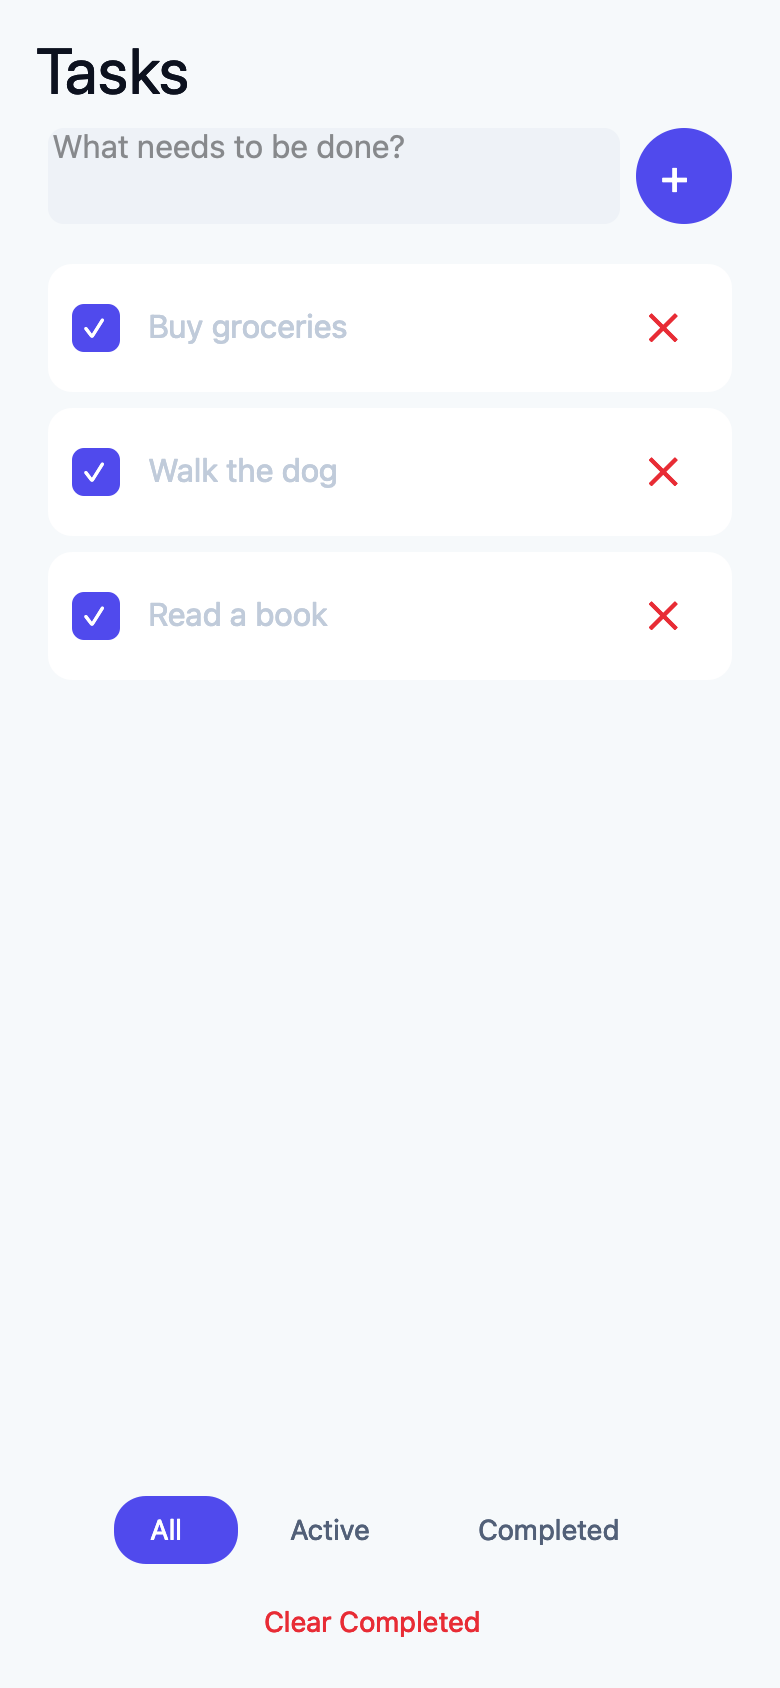 Tasks
What needs to be done?
+
Buy groceries
Walk the dog
Read a book
All
Active
Completed
Clear Completed